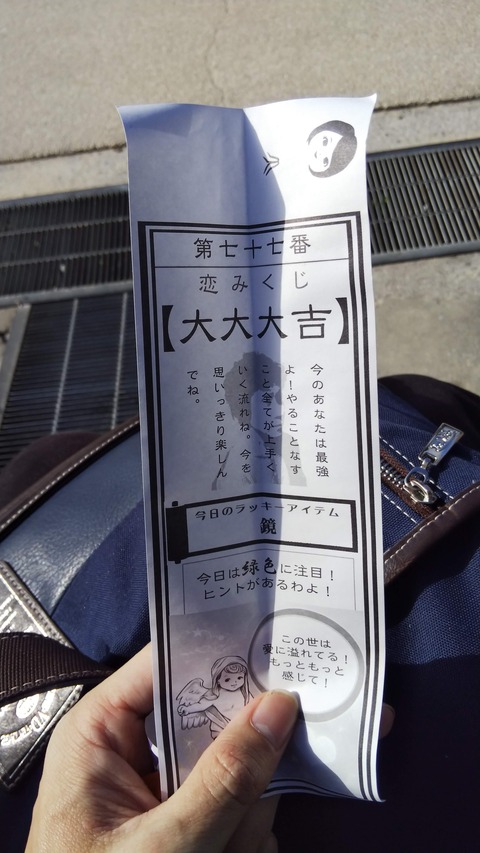 第七十七番
恋みくじ
【大大大吉】
今のあなたは最強
よ！やることなす
こと全てが上手く
いく流れね。今を
思いっきり楽しん
でね。
今日のラッキーアイテム
鏡
今日は緑色に注目！
ヒントがあるわよ！
この世は
愛に溢れてる！
もっともっと
感じて！